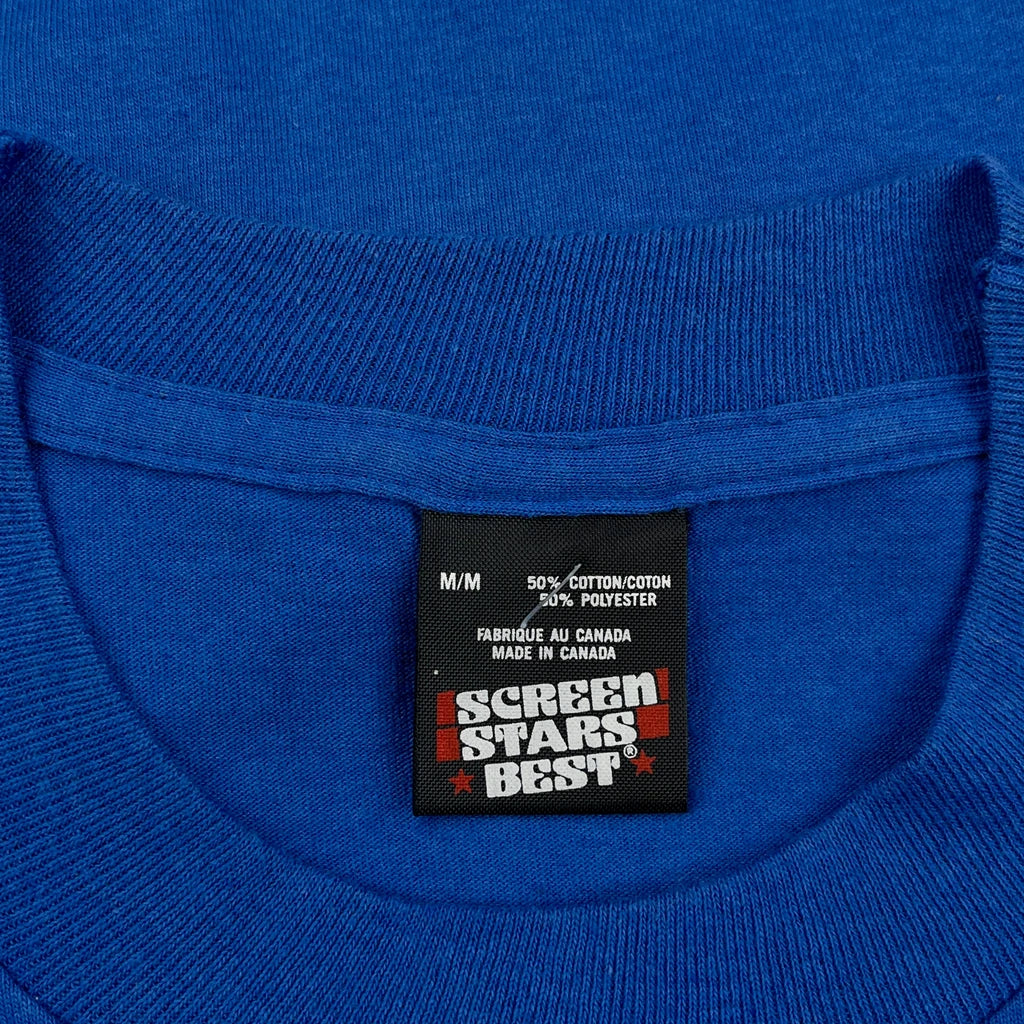 M/M 50% COTTON/COTON
50% POLYESTER
FABRIQUE AU CANADA
MADE IN CANADA
SCREEN
STARS
BEST®